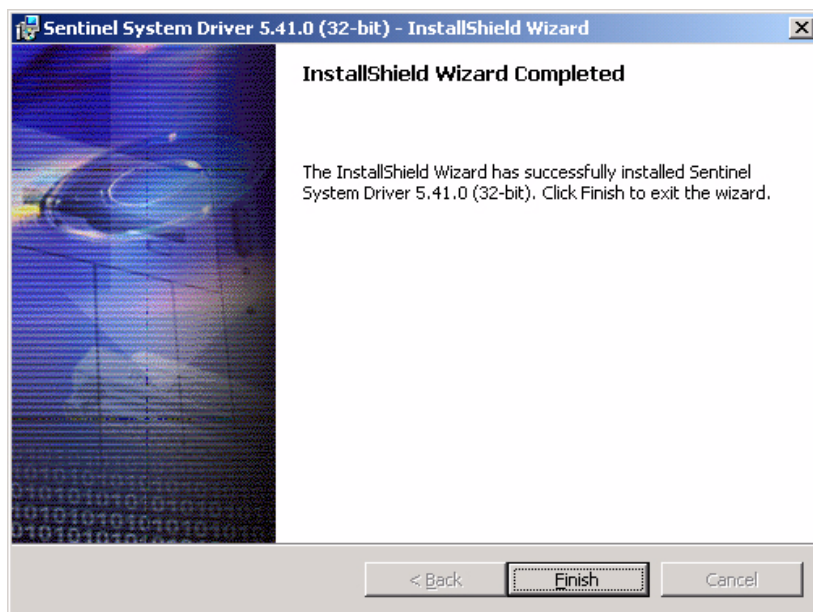 Sentinel System Driver 5.41.0 (32-bit) - InstallShield Wizard
InstallShield Wizard Completed
The InstallShield Wizard has successfully installed Sentinel
System Driver 5.41.0 (32-bit). Click Finish to exit the wizard.
< Back
Finish
Cancel